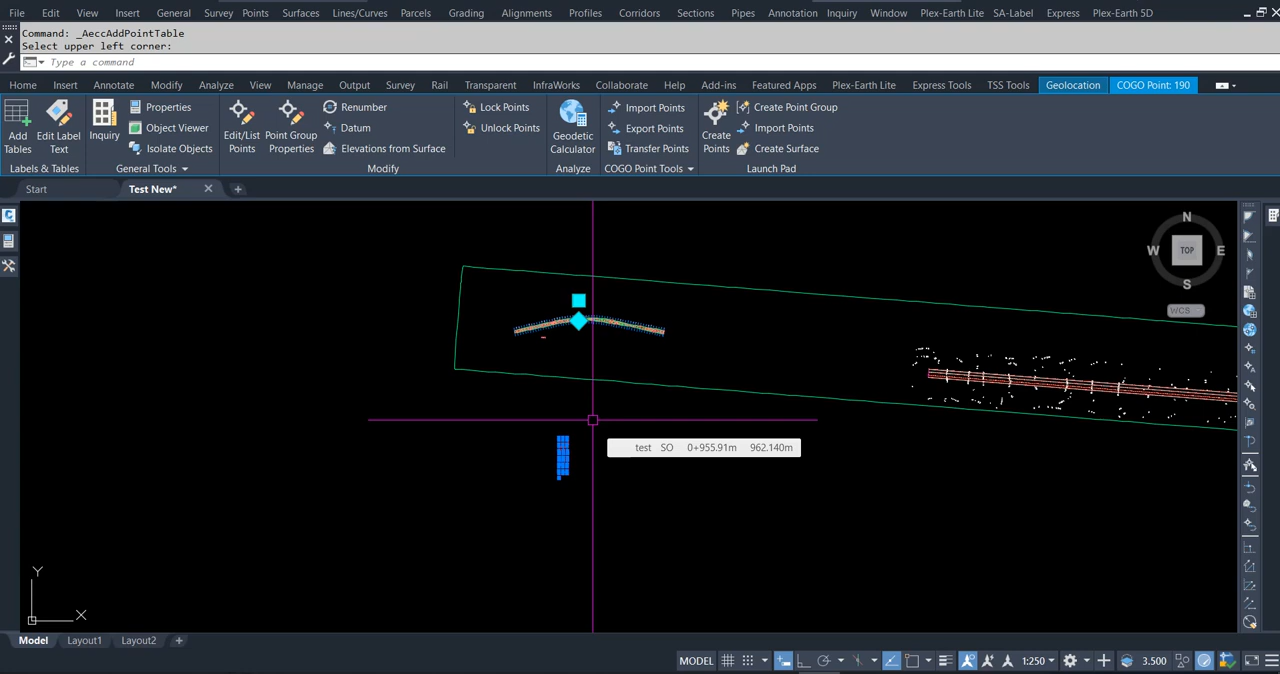 File Edit View Insert General Survey Points Surfaces Lines/Curves Parcels Grading Alignments Profiles Corridors Sections Pipes Annotation Inquiry Window Plex-Earth Lite SA-Label Express Plex-Earth 5D
Command: _AeccAddPointTable
Select upper left corner:
Type a command
Home Insert Annotate Modify Analyze View Manage Output Survey Rail Transparent InfraWorks Collaborate Help Add-ins Featured Apps Plex-Earth Lite Express Tools TSS Tools Geolocation COGO Point: 190
Add Tables
Edit Label Text
Labels & Tables
Inquiry
Properties
Object Viewer
Isolate Objects
General Tools
Edit/List Points
Point Group Properties
Renumber
Datum
Elevations from Surface
Lock Points
Unlock Points
Modify
Geodetic Calculator
Analyze
Import Points
Export Points
Transfer Points
COGO Point Tools
Create Points
Create Point Group
Import Points
Create Surface
Launch Pad
Start Test New*
N
W TOP E
S
WCS
test SO 0+955.91m 962.140m
Y
X
Model Layout1 Layout2
MODEL 1:250 3.500